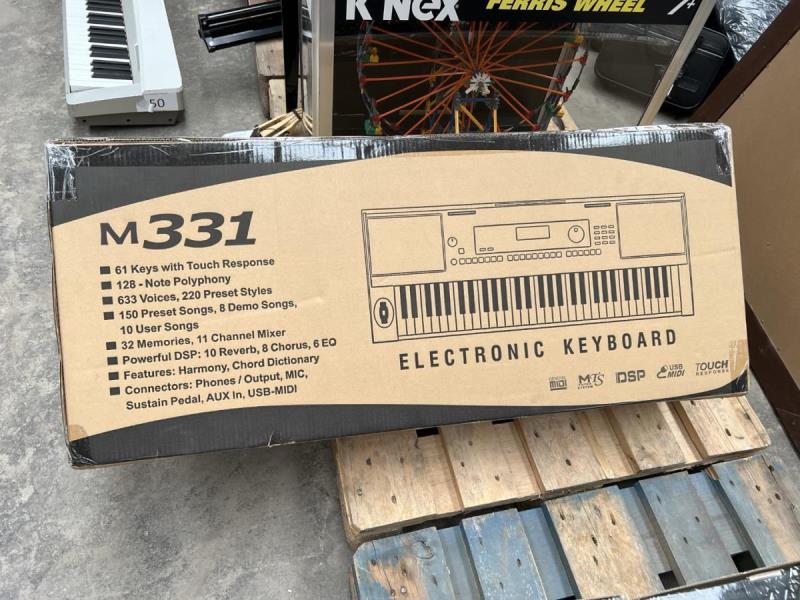 K'NEX FERRIS WHEEL
50
M331
61 Keys with Touch Response
128 - Note Polyphony
633 Voices, 220 Preset Styles
150 Preset Songs, 8 Demo Songs,
10 User Songs
32 Memories, 11 Channel Mixer
Powerful DSP: 10 Reverb, 8 Chorus, 6 EQ
Features: Harmony, Chord Dictionary
Connectors: Phones / Output, MIC,
Sustain Pedal, AUX In, USB-MIDI
ELECTRONIC KEYBOARD
GENERAL MIDI
DSP
USB MIDI
TOUCH
RESPONSE
7+